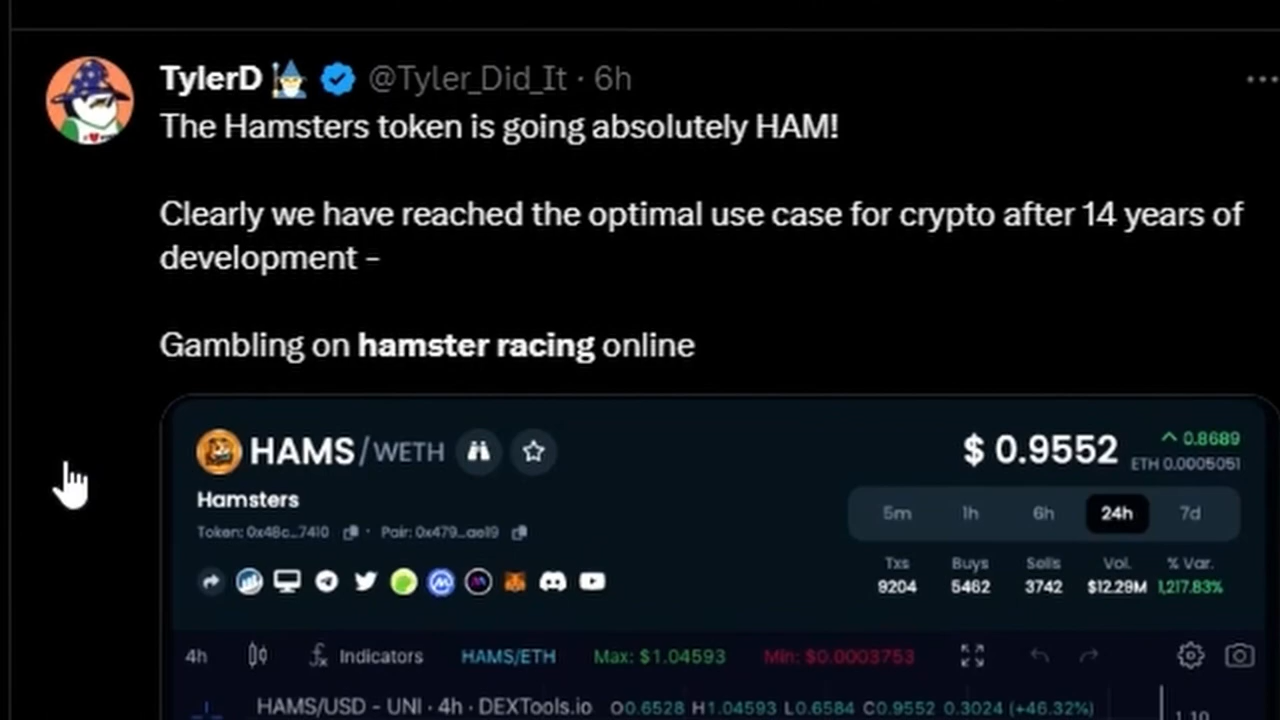 TylerD @Tyler_Did_It · 6h
The Hamsters token is going absolutely HAM!
Clearly we have reached the optimal use case for crypto after 14 years of
development –
Gambling on hamster racing online
HAMS/WETH $ 0.9552 0.8689
ETH 0.0005051
Hamsters
5m 1h 6h 24h 7d
Token: 0x48c...7410 · Pair: 0x479...ae19
Txs Buys Sells Vol. % Var.
9204 5462 3742 $12.29M 1,217.83%
4h Indicators HAMS/ETH Max: $1.04593 Min: $0.0003753
HAMS/USD - UNI · 4h · DEXTools.io O0.6528 H1.04593 L0.6584 C0.9552 0.3024 (+46.32%)
1.10